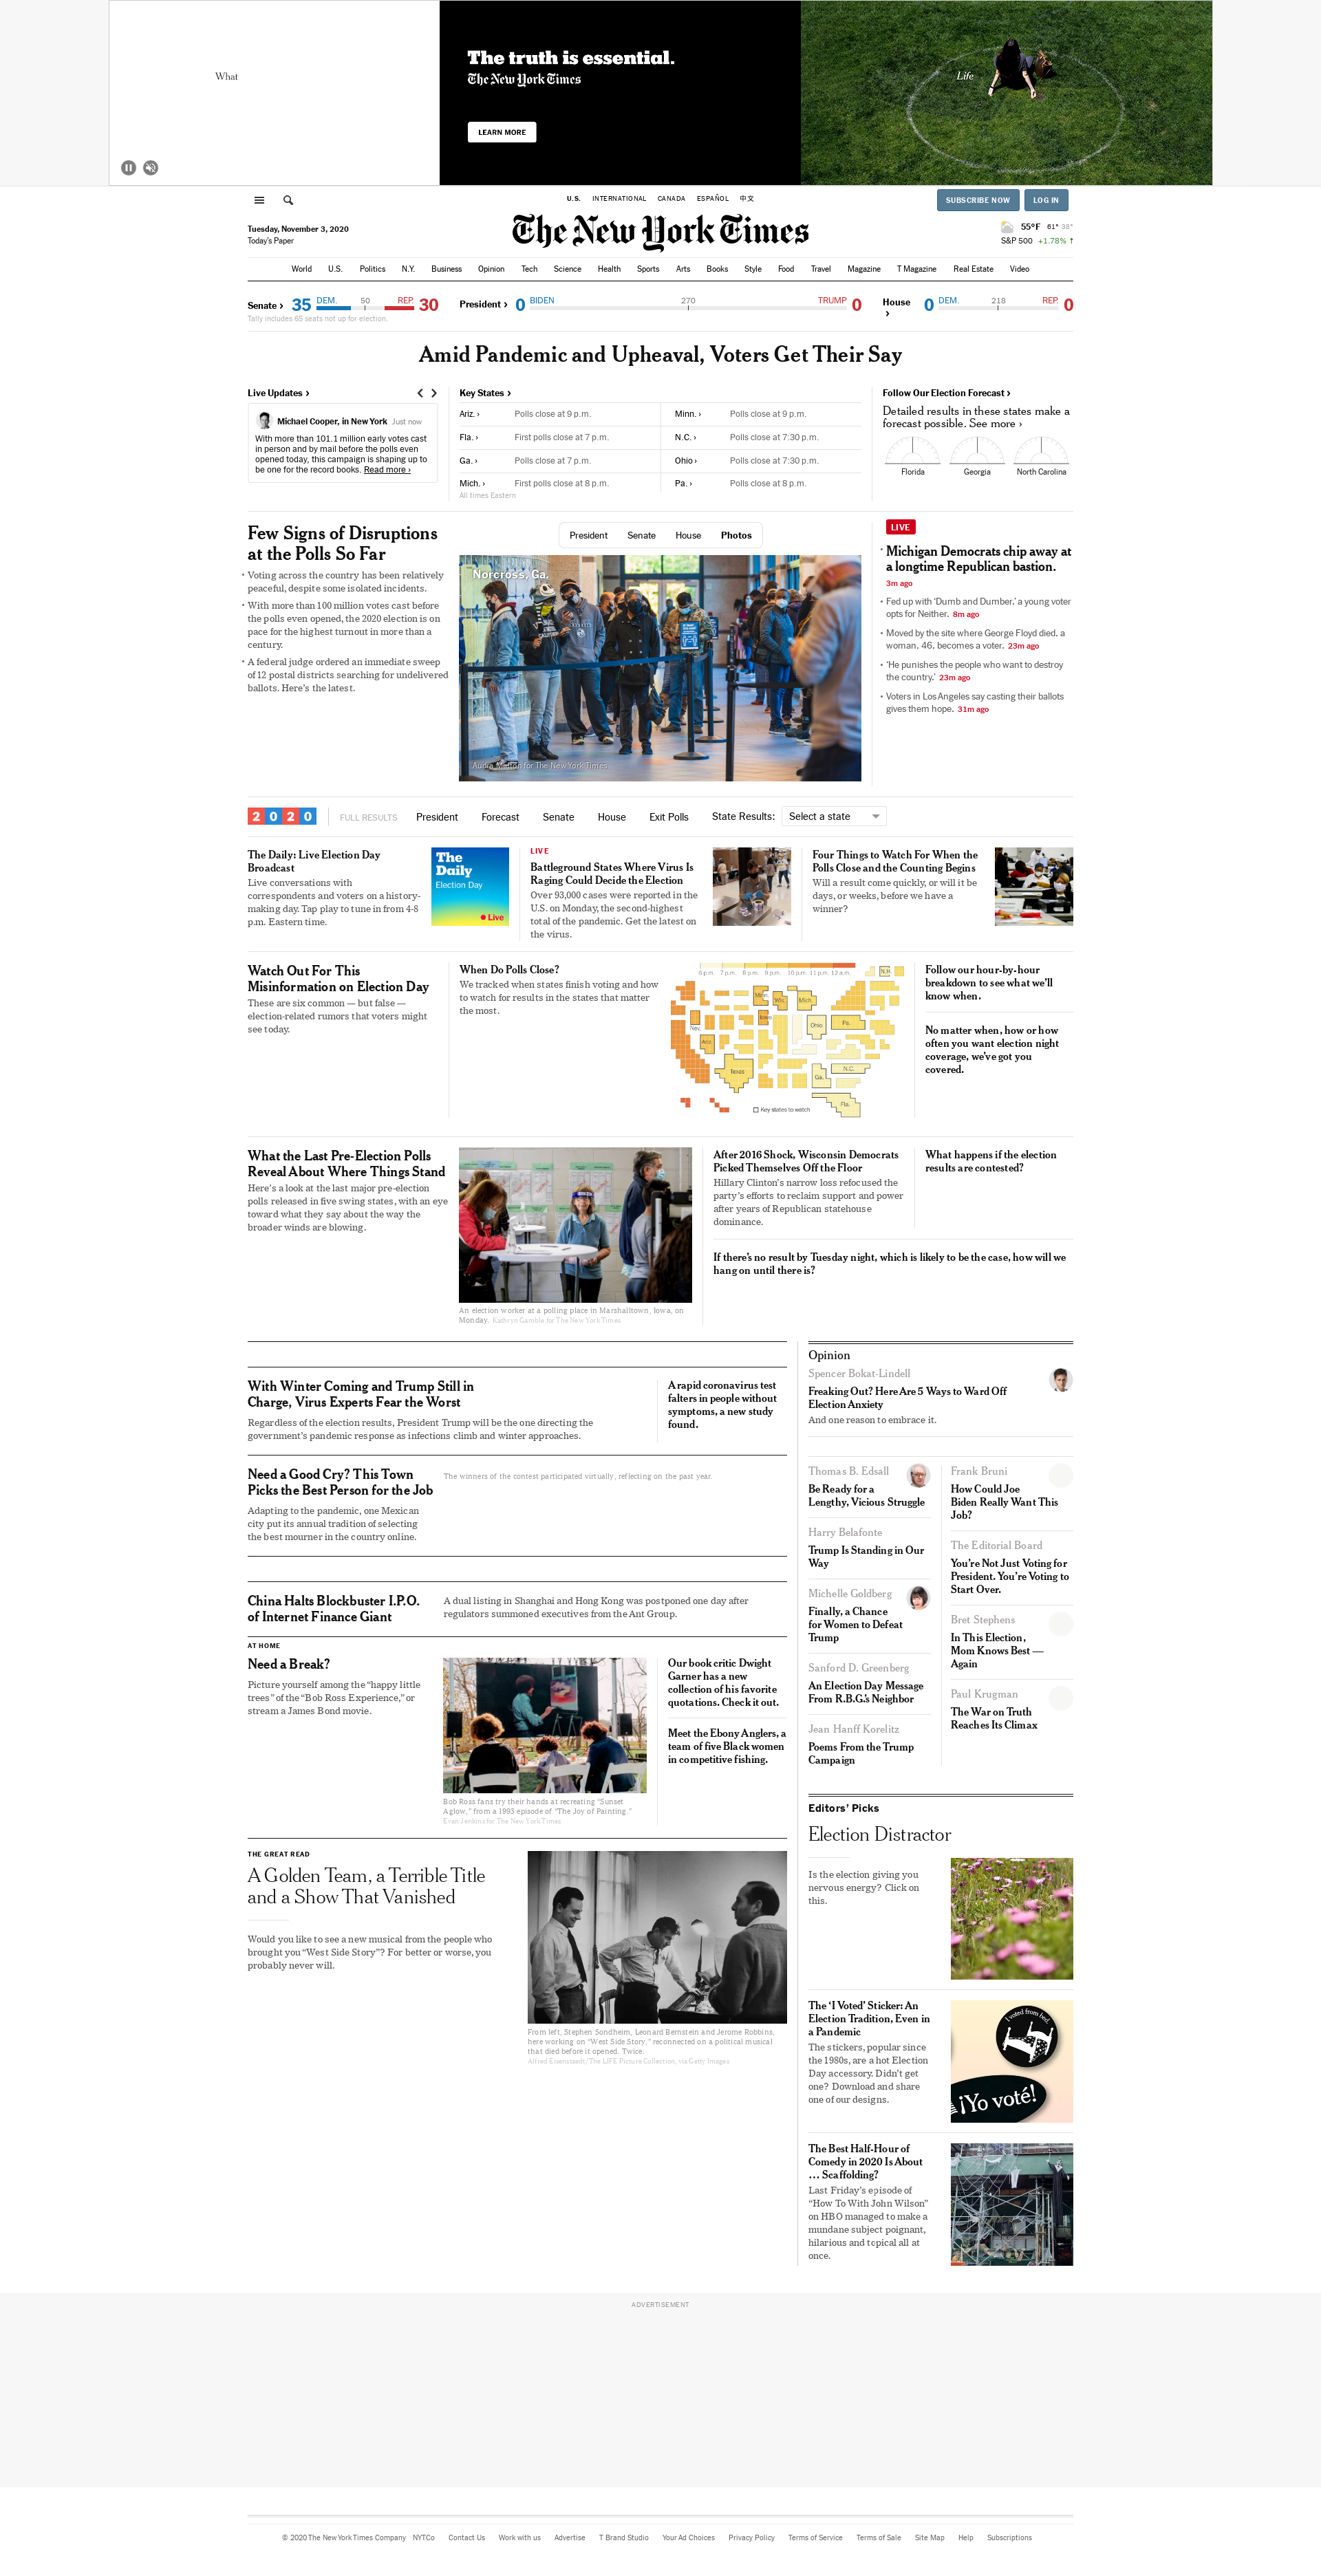 What
The truth is essential.
The New York Times
LEARN MORE
Life
U.S. INTERNATIONAL CANADA ESPAÑOL 中文
SUBSCRIBE NOW LOG IN
Tuesday, November 3, 2020
Today's Paper
The New York Times
55°F 61° 38°
S&P 500 +1.78% ↑
World U.S. Politics N.Y. Business Opinion Tech Science Health Sports Arts Books Style Food Travel Magazine T Magazine Real Estate Video
Senate › 35 DEM. 50 REP. 30
Tally includes 65 seats not up for election.
President › 0 BIDEN 270 TRUMP 0
House › 0 DEM. 218 REP. 0
Amid Pandemic and Upheaval, Voters Get Their Say
Live Updates ›
Michael Cooper, in New York Just now
With more than 101.1 million early votes cast
in person and by mail before the polls even
opened today, this campaign is shaping up to
be one for the record books. Read more ›
Key States ›
Ariz. › Polls close at 9 p.m.
Fla. › First polls close at 7 p.m.
Ga. › Polls close at 7 p.m.
Mich. › First polls close at 8 p.m.
Minn. › Polls close at 9 p.m.
N.C. › Polls close at 7:30 p.m.
Ohio › Polls close at 7:30 p.m.
Pa. › Polls close at 8 p.m.
All times Eastern
Follow Our Election Forecast ›
Detailed results in these states make a
forecast possible. See more ›
Florida Georgia North Carolina
Few Signs of Disruptions
at the Polls So Far
• Voting across the country has been relatively
peaceful, despite some isolated incidents.
• With more than 100 million votes cast before
the polls even opened, the 2020 election is on
pace for the highest turnout in more than a
century.
• A federal judge ordered an immediate sweep
of 12 postal districts searching for undelivered
ballots. Here's the latest.
President Senate House Photos
Norcross, Ga.
for The New York Times
LIVE
• Michigan Democrats chip away at
a longtime Republican bastion.
3m ago
• Fed up with 'Dumb and Dumber,' a young voter
opts for Neither. 8m ago
• Moved by the site where George Floyd died, a
woman, 46, becomes a voter. 23m ago
• 'He punishes the people who want to destroy
the country.' 23m ago
• Voters in Los Angeles say casting their ballots
gives them hope. 31m ago
2020 FULL RESULTS President Forecast Senate House Exit Polls State Results: Select a state
The Daily: Live Election Day
Broadcast
Live conversations with
correspondents and voters on a history-
making day. Tap play to tune in from 4-8
p.m. Eastern time.
The
Daily
Election Day
Live
LIVE
Battleground States Where Virus Is
Raging Could Decide the Election
Over 93,000 cases were reported in the
U.S. on Monday, the second-highest
total of the pandemic. Get the latest on
the virus.
Four Things to Watch For When the
Polls Close and the Counting Begins
Will a result come quickly, or will it be
days, or weeks, before we have a
winner?
Watch Out For This
Misinformation on Election Day
These are six common — but false —
election-related rumors that voters might
see today.
When Do Polls Close?
We tracked when states finish voting and how
to watch for results in the states that matter
the most.
6 p.m. 7 p.m. 8 p.m. 9 p.m. 10 p.m. 11 p.m. 12 a.m.
N.H.
Minn.
Wis. Mich.
Nev. Iowa Ohio Pa.
Ariz.
N.C.
Texas Ga.
Fla.
Key states to watch
Follow our hour-by-hour
breakdown to see what we'll
know when.
No matter when, how or how
often you want election night
coverage, we've got you
covered.
What the Last Pre-Election Polls
Reveal About Where Things Stand
Here's a look at the last major pre-election
polls released in five swing states, with an eye
toward what they say about the way the
broader winds are blowing.
An election worker at a polling place in Marshalltown, Iowa, on
Monday. Kathryn Gamble for The New York Times
After 2016 Shock, Wisconsin Democrats
Picked Themselves Off the Floor
Hillary Clinton's narrow loss refocused the
party's efforts to reclaim support and power
after years of Republican statehouse
dominance.
What happens if the election
results are contested?
If there's no result by Tuesday night, which is likely to be the case, how will we
hang on until there is?
With Winter Coming and Trump Still in
Charge, Virus Experts Fear the Worst
Regardless of the election results, President Trump will be the one directing the
government's pandemic response as infections climb and winter approaches.
A rapid coronavirus test
falters in people without
symptoms, a new study
found.
Need a Good Cry? This Town
Picks the Best Person for the Job
Adapting to the pandemic, one Mexican
city put its annual tradition of selecting
the best mourner in the country online.
The winners of the contest participated virtually, reflecting on the past year.
China Halts Blockbuster I.P.O.
of Internet Finance Giant
A dual listing in Shanghai and Hong Kong was postponed one day after
regulators summoned executives from the Ant Group.
AT HOME
Need a Break?
Picture yourself among the "happy little
trees" of the "Bob Ross Experience," or
stream a James Bond movie.
Bob Ross fans try their hands at recreating "Sunset
Aglow," from a 1993 episode of "The Joy of Painting."
Evan Jenkins for The New York Times
Our book critic Dwight
Garner has a new
collection of his favorite
quotations. Check it out.
Meet the Ebony Anglers, a
team of five Black women
in competitive fishing.
THE GREAT READ
A Golden Team, a Terrible Title
and a Show That Vanished
Would you like to see a new musical from the people who
brought you "West Side Story"? For better or worse, you
probably never will.
From left, Stephen Sondheim, Leonard Bernstein and Jerome Robbins,
here working on "West Side Story," reconnected on a political musical
that died before it opened. Twice.
Alfred Eisenstaedt/The LIFE Picture Collection, via Getty Images
Opinion
Spencer Bokat-Lindell
Freaking Out? Here Are 5 Ways to Ward Off
Election Anxiety
And one reason to embrace it.
Thomas B. Edsall
Be Ready for a
Lengthy, Vicious Struggle
Harry Belafonte
Trump Is Standing in Our
Way
Michelle Goldberg
Finally, a Chance
for Women to Defeat
Trump
Sanford D. Greenberg
An Election Day Message
From R.B.G.'s Neighbor
Jean Hanff Korelitz
Poems From the Trump
Campaign
Frank Bruni
How Could Joe
Biden Really Want This
Job?
The Editorial Board
You're Not Just Voting for
President. You're Voting to
Start Over.
Bret Stephens
In This Election,
Mom Knows Best —
Again
Paul Krugman
The War on Truth
Reaches Its Climax
Editors' Picks
Election Distractor
Is the election giving you
nervous energy? Click on
this.
The 'I Voted' Sticker: An
Election Tradition, Even in
a Pandemic
The stickers, popular since
the 1980s, are a hot Election
Day accessory. Didn't get
one? Download and share
one of our designs.
I voted from bed.
¡Yo voté!
The Best Half-Hour of
Comedy in 2020 Is About
… Scaffolding?
Last Friday's episode of
"How To With John Wilson"
on HBO managed to make a
mundane subject poignant,
hilarious and topical all at
once.
ADVERTISEMENT
© 2020 The New York Times Company NYTCo Contact Us Work with us Advertise T Brand Studio Your Ad Choices Privacy Policy Terms of Service Terms of Sale Site Map Help Subscriptions